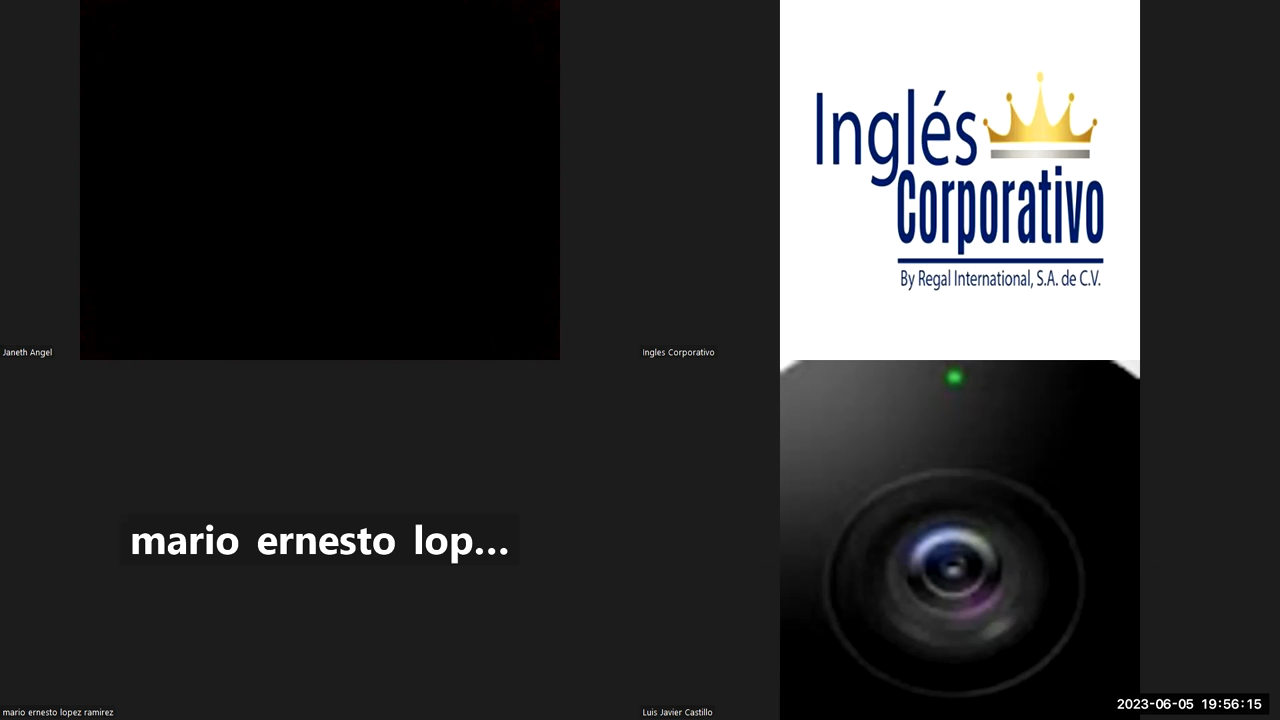 Inglés
Corporativo
By Regal International, S.A. de C.V.
Janeth Angel
Ingles Corporativo
mario ernesto lop...
mario ernesto lopez ramirez
Luis Javier Castillo
2023-06-05 19:56:15